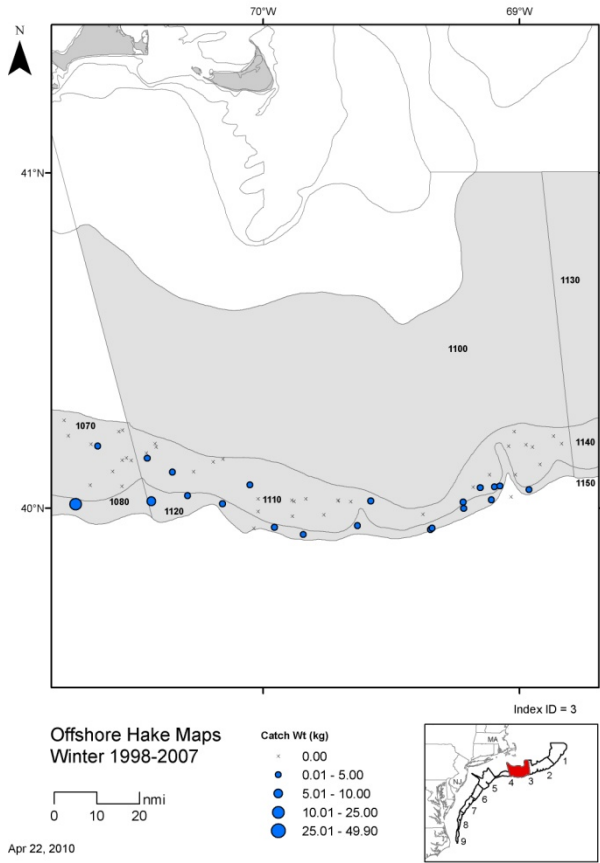 70°W
69°W
N
41°N
1130
1100
1070
1140
1150
40°N
1080
1110
1120
Index ID = 3
Offshore Hake Maps
Winter 1998-2007
Catch Wt (kg)
0.00
0.01 - 5.00
5.01 - 10.00
10.01 - 25.00
25.01 - 49.90
nmi
0 10 20
MA
NJ
1
2
3
4
5
6
7
8
9
Apr 22, 2010